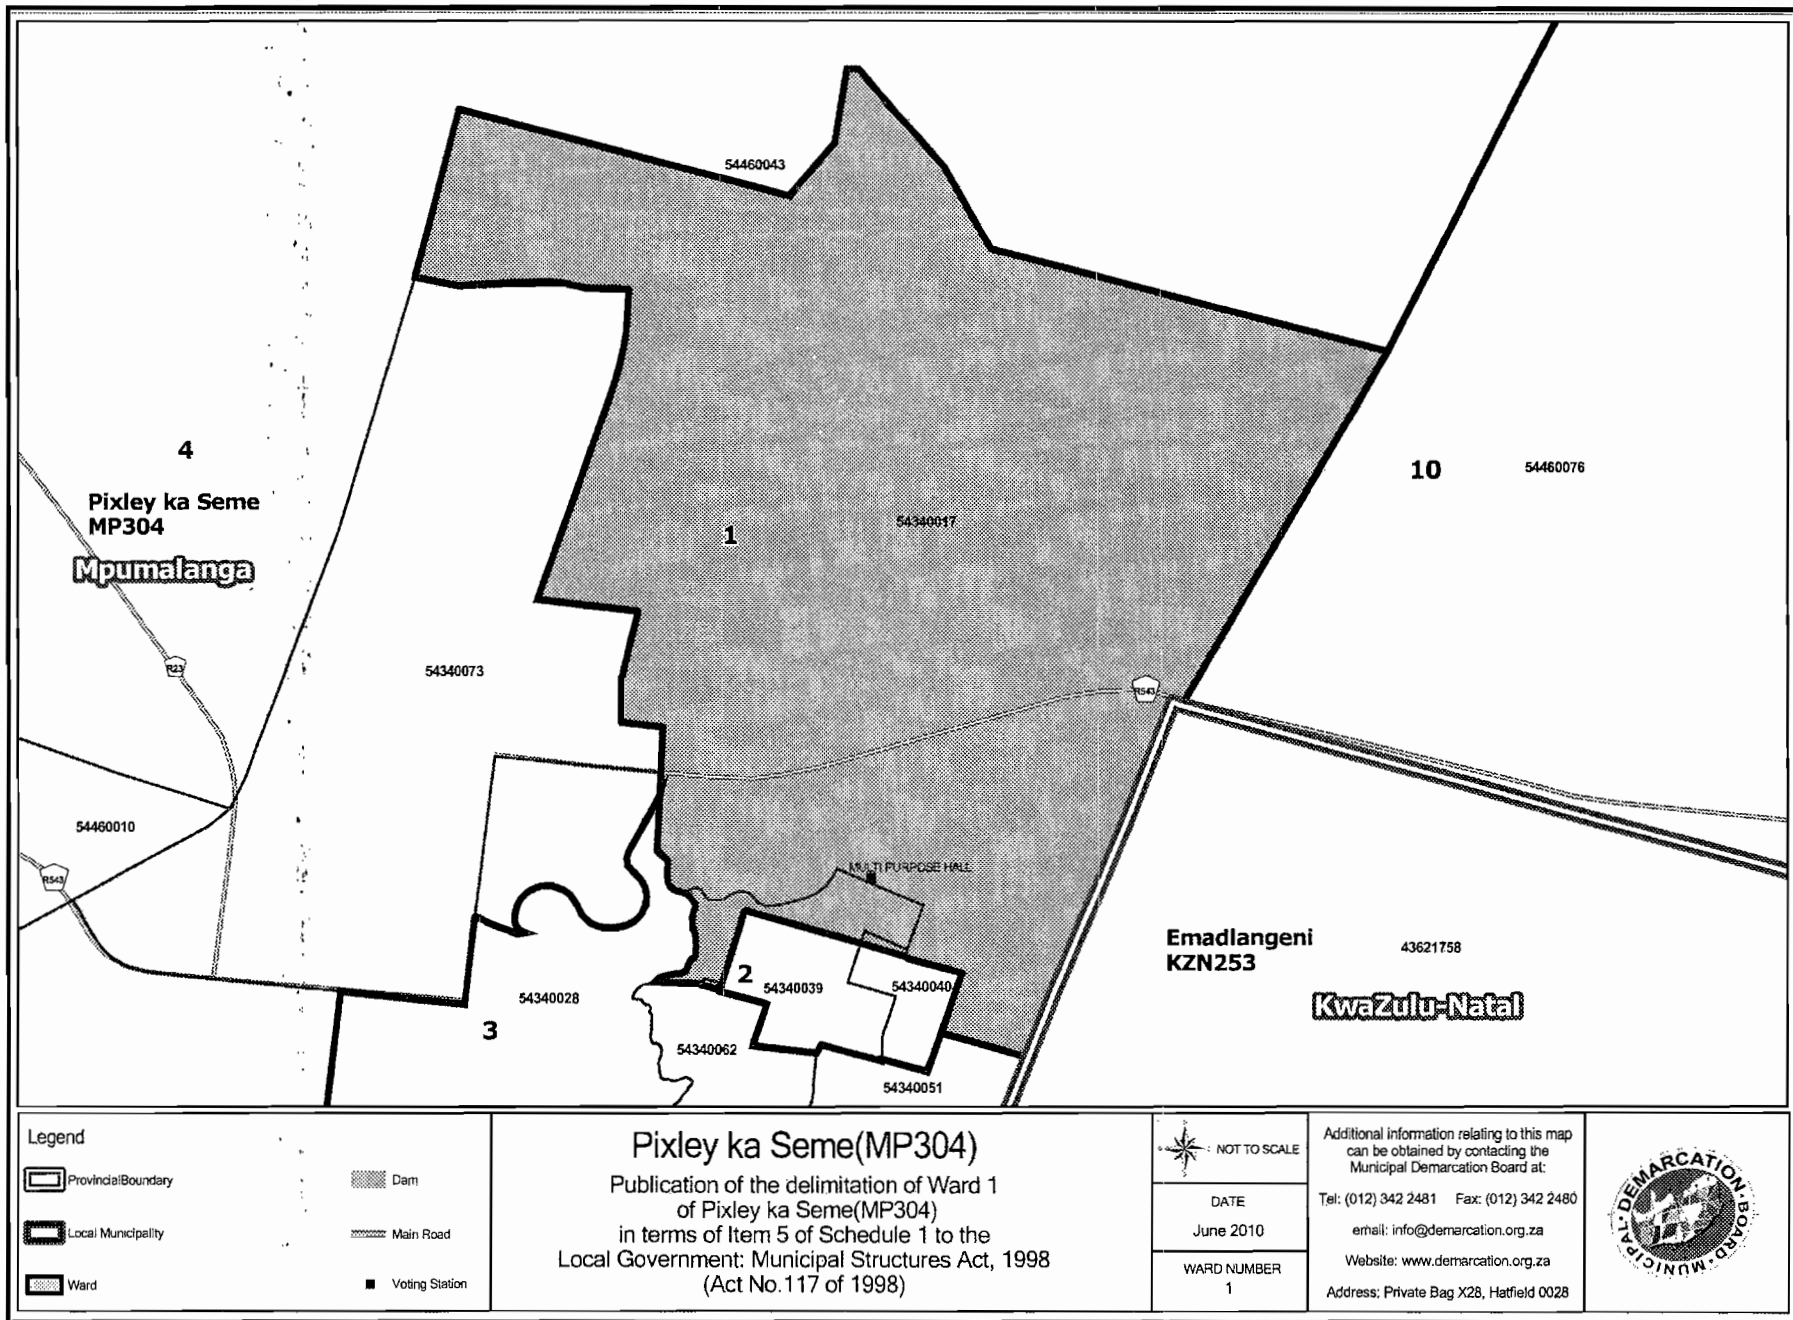 54460043
4
Pixley ka Seme
MP304
Mpumalanga
10
54460076
54340017
1
R23
54340073
R543
54460010
R543
MULTI PURPOSE HALL
Emadlangeni
KZN253
43621758
KwaZulu-Natal
2
54340039
54340040
54340028
3
54340062
54340051
Legend
ProvincialBoundary
Local Municipality
Ward
Dam
Main Road
Voting Station
Pixley ka Seme(MP304)
Publication of the delimitation of Ward 1
of Pixley ka Seme(MP304)
in terms of Item 5 of Schedule 1 to the
Local Government: Municipal Structures Act, 1998
(Act No.117 of 1998)
NOT TO SCALE
DATE
June 2010
WARD NUMBER
1
Additional information relating to this map
can be obtained by contacting the
Municipal Demarcation Board at:
Tel: (012) 342 2481 Fax: (012) 342 2480
email: info@demarcation.org.za
Website: www.demarcation.org.za
Address: Private Bag X28, Hatfield 0028
MUNICIPAL DEMARCATION BOARD